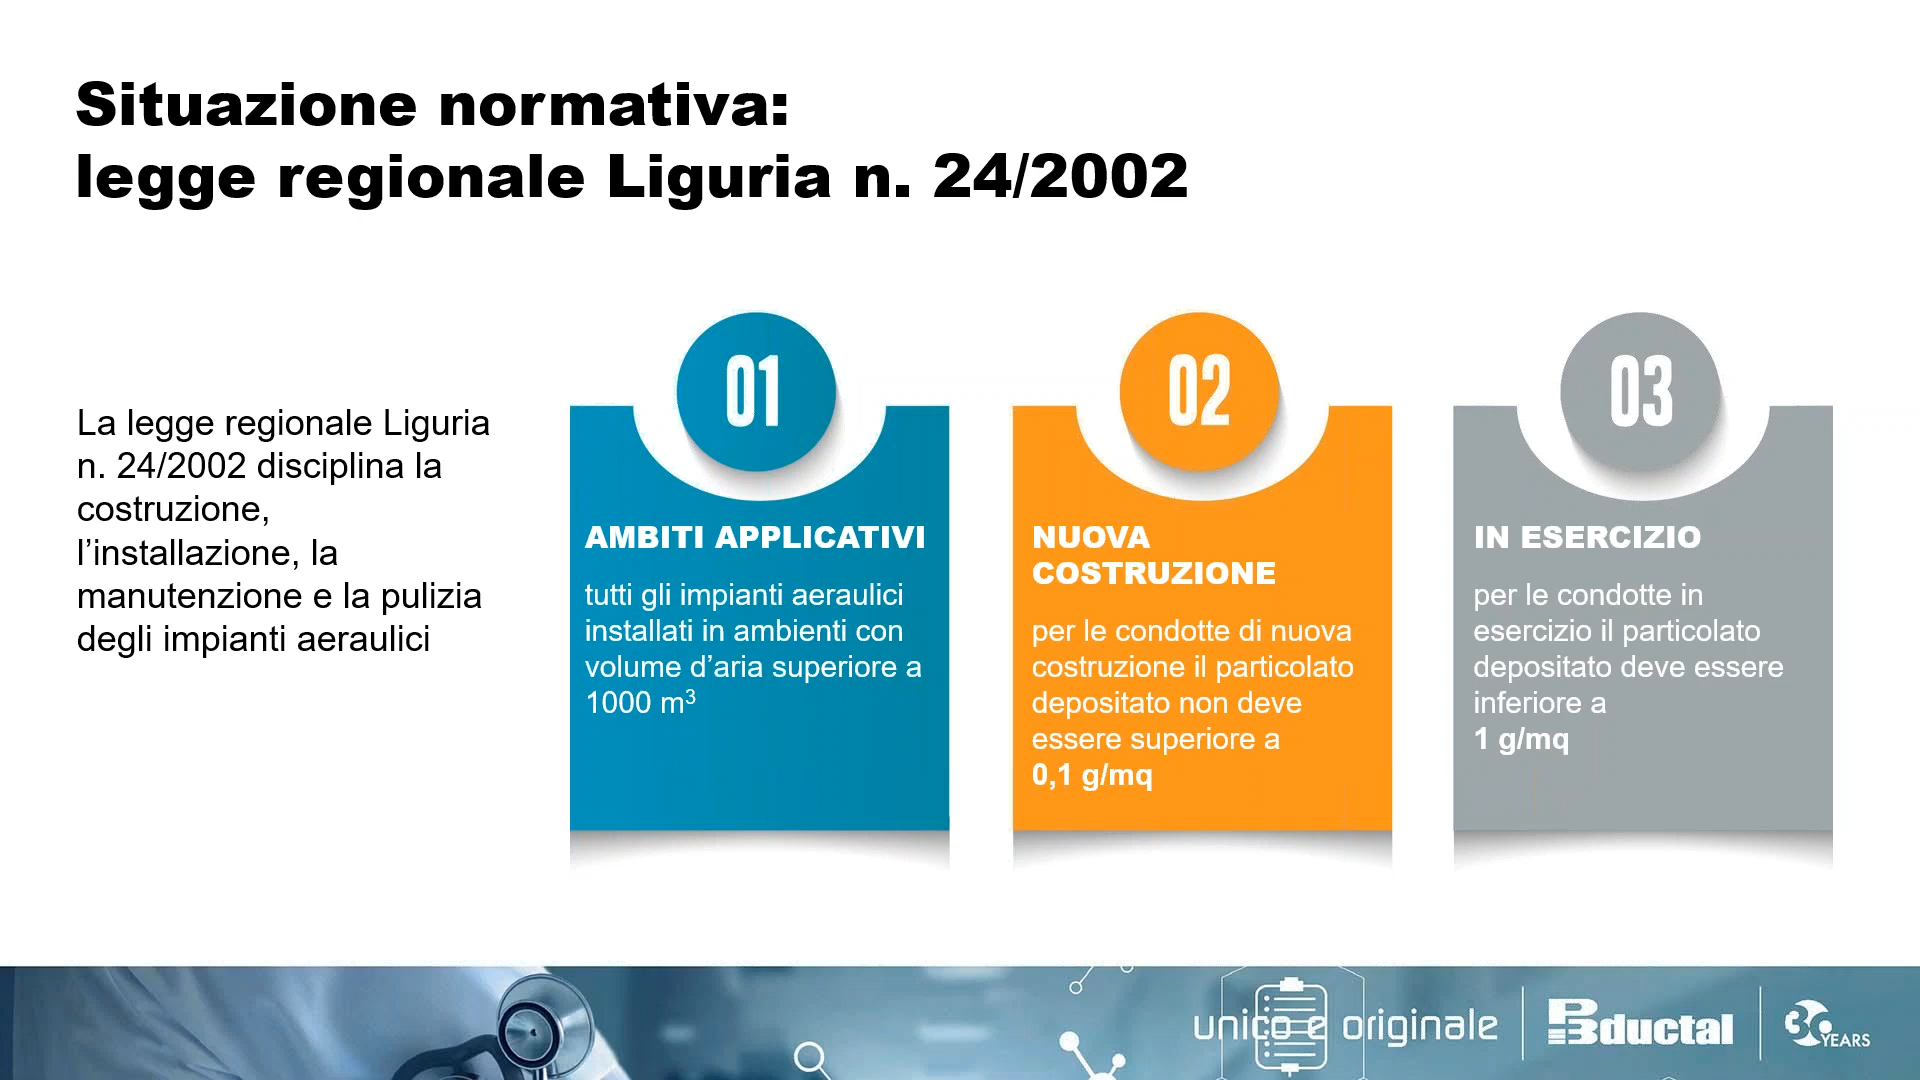 Situazione normativa:
legge regionale Liguria n. 24/2002
La legge regionale Liguria
n. 24/2002 disciplina la
costruzione,
l’installazione, la
manutenzione e la pulizia
degli impianti aeraulici
01
AMBITI APPLICATIVI
tutti gli impianti aeraulici
installati in ambienti con
volume d’aria superiore a
1000 m³
02
NUOVA
COSTRUZIONE
per le condotte di nuova
costruzione il particolato
depositato non deve
essere superiore a
0,1 g/mq
03
IN ESERCIZIO
per le condotte in
esercizio il particolato
depositato deve essere
inferiore a
1 g/mq
unico e originale
P3ductal
30 YEARS